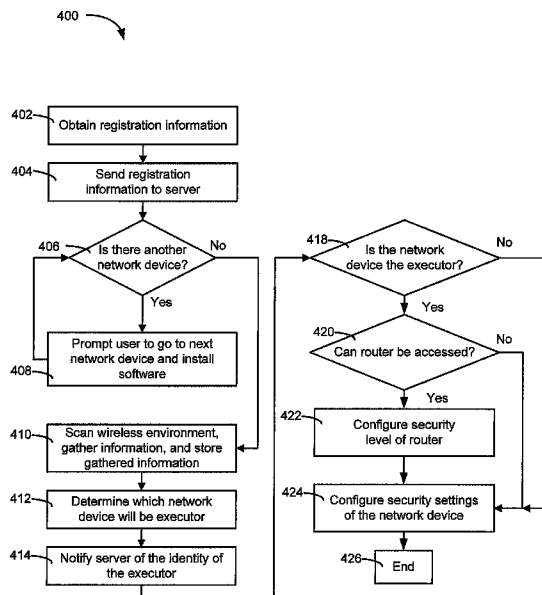 400
402
Obtain registration information
404
Send registration
information to server
406
Is there another
network device?
No
Yes
Prompt user to go to next
network device and install
software
408
410
Scan wireless environment,
gather information, and store
gathered information
412
Determine which network
device will be executor
414
Notify server of the identity of
the executor
418
Is the network
device the executor?
No
Yes
420
Can router be accessed?
No
Yes
422
Configure security
level of router
424
Configure security settings
of the network device
426
End